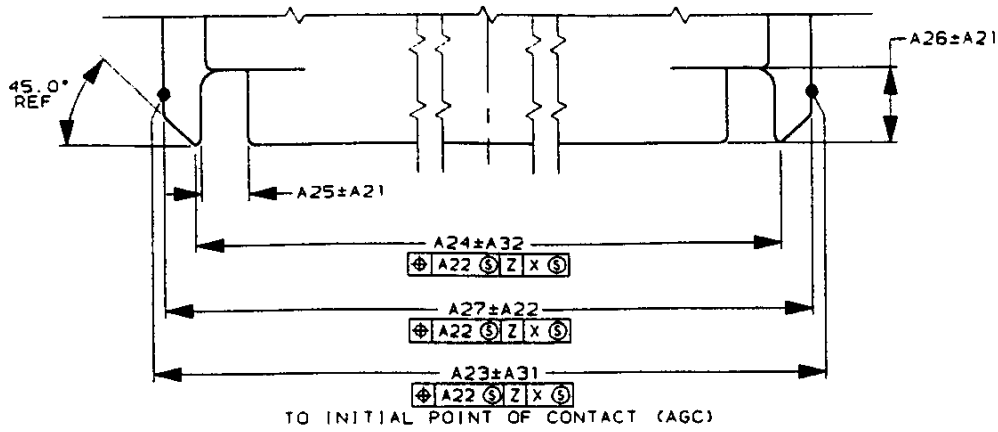 A26±A21
45.0°
REF
A25±A21
A24±A32
⌖ A22 Ⓢ Z X Ⓢ
A27±A22
⌖ A22 Ⓢ Z X Ⓢ
A23±A31
⌖ A22 Ⓢ Z X Ⓢ
TO INITIAL POINT OF CONTACT (AGC)